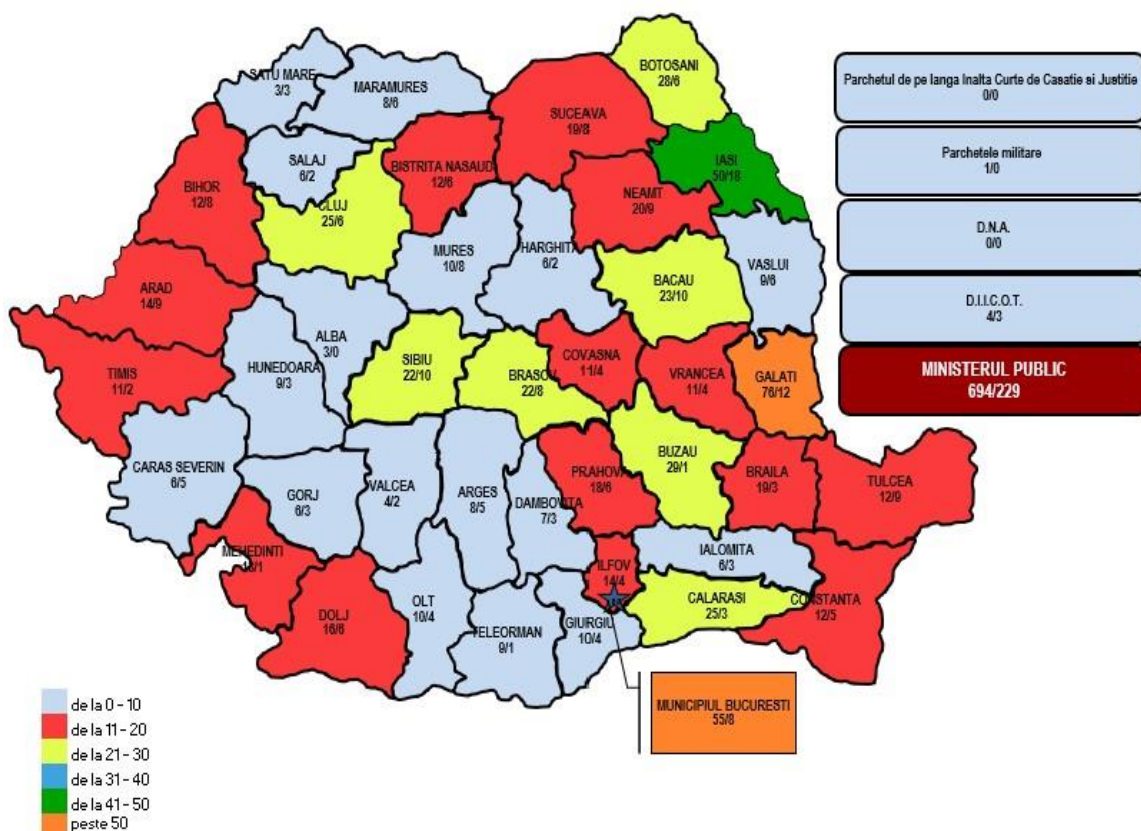 SATU MARE
3/3
MARAMURES
8/6
SUCEAVA
19/8
BOTOSANI
28/6
IASI
50/18
SALAJ
6/2
BISTRITA NASAUD
12/6
NEAMT
20/9
BIHOR
12/8
CLUJ
25/6
MURES
10/8
HARGHITA
6/2
BACAU
23/10
VASLUI
9/6
ARAD
14/9
ALBA
3/0
HUNEDOARA
9/3
SIBIU
22/10
BRASOV
22/8
COVASNA
11/4
VRANCEA
11/4
GALATI
76/12
TIMIS
11/2
CARAS SEVERIN
6/5
GORJ
6/3
VALCEA
4/2
ARGES
8/5
DAMBOVITA
7/3
PRAHOVA
18/6
BUZAU
29/1
BRAILA
19/3
TULCEA
12/9
MEHEDINTI
13/1
DOLJ
16/6
OLT
10/4
TELEORMAN
9/1
GIURGIU
10/4
ILFOV
14/4
IALOMITA
6/3
CALARASI
25/3
CONSTANTA
12/5
MUNICIPIUL BUCURESTI
55/8
Parchetul de pe langa Inalta Curte de Casatie si Justitie
0/0
Parchetele militare
1/0
D.N.A.
0/0
D.I.I.C.O.T.
4/3
MINISTERUL PUBLIC
694/229
de la 0 - 10
de la 11 - 20
de la 21 - 30
de la 31 - 40
de la 41 - 50
peste 50